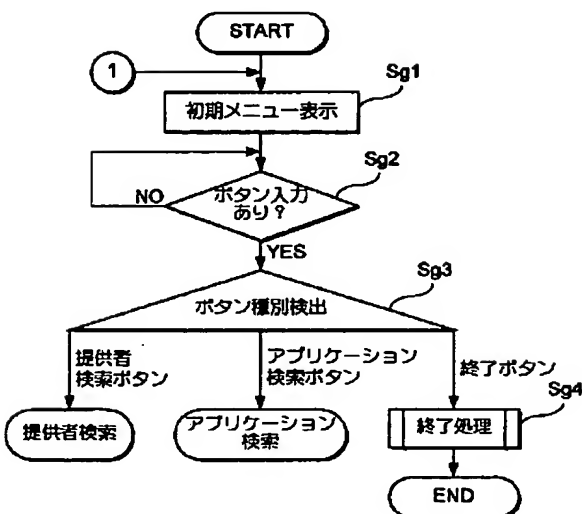 START
1
Sg1
初期メニュー表示
Sg2
NO
ボタン入力
あり？
YES
Sg3
ボタン種別検出
提供者
検索ボタン
アプリケーション
検索ボタン
終了ボタン
Sg4
提供者検索
アプリケーション
検索
終了処理
END